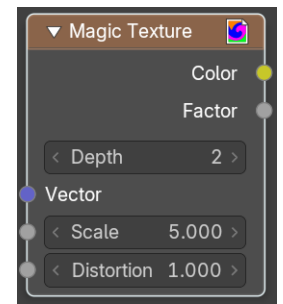 Magic Texture
Color
Factor
Depth 2
Vector
Scale 5.000
Distortion 1.000